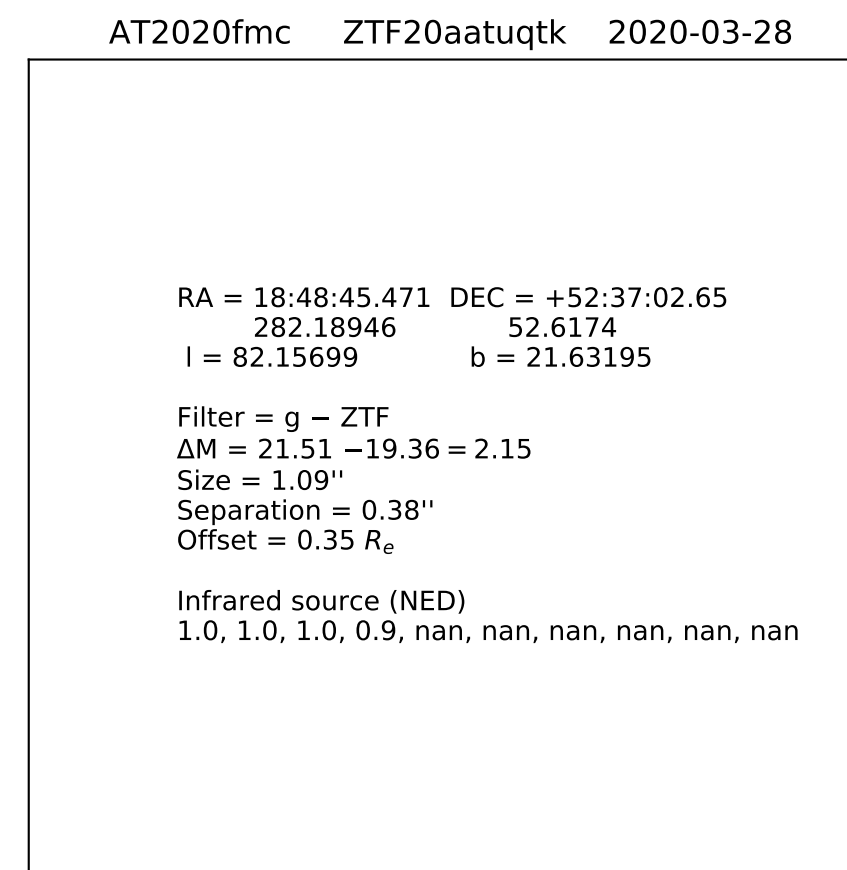 AT2020fmc ZTF20aatuqtk 2020-03-28
RA = 18:48:45.471 DEC = +52:37:02.65
282.18946 52.6174
l = 82.15699 b = 21.63195
Filter = g − ZTF
ΔM = 21.51 −19.36 = 2.15
Size = 1.09''
Separation = 0.38''
Offset = 0.35 Rₑ
Infrared source (NED)
1.0, 1.0, 1.0, 0.9, nan, nan, nan, nan, nan, nan